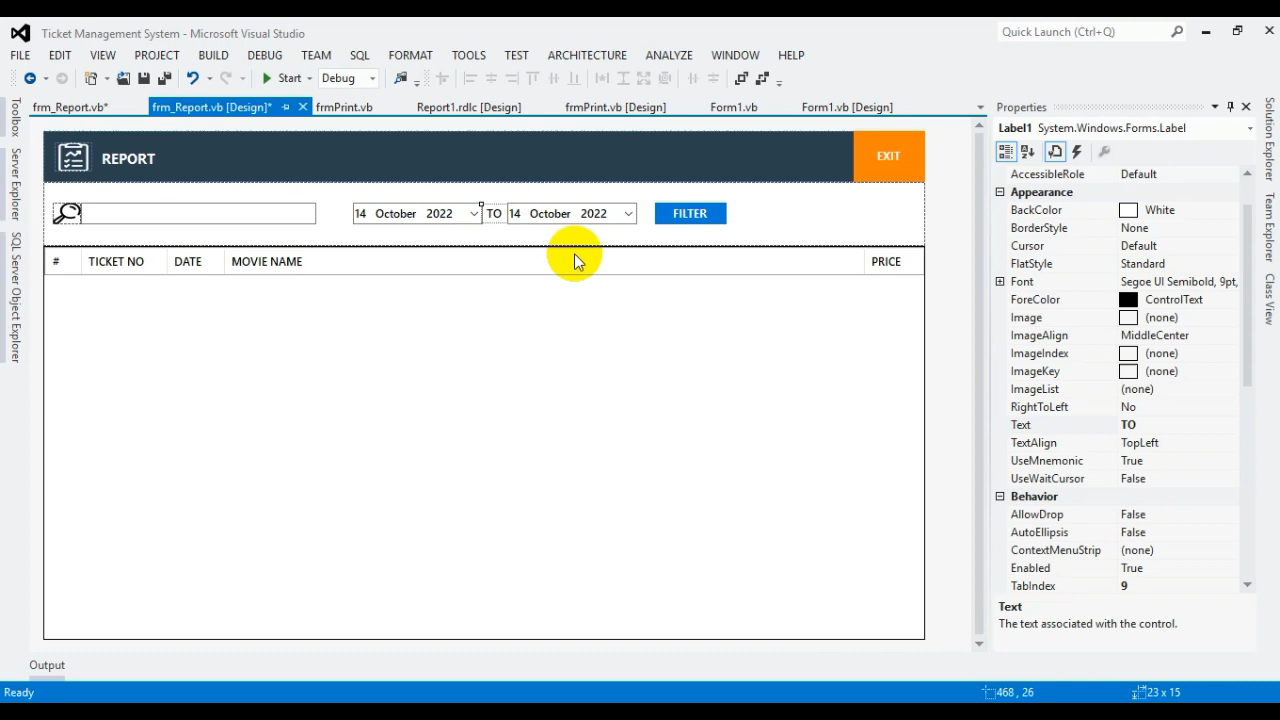 Ticket Management System - Microsoft Visual Studio
Quick Launch (Ctrl+Q)
FILE EDIT VIEW PROJECT BUILD DEBUG TEAM SQL FORMAT TOOLS TEST ARCHITECTURE ANALYZE WINDOW HELP
Start Debug
frm_Report.vb* frm_Report.vb [Design]* frmPrint.vb Report1.rdlc [Design] frmPrint.vb [Design] Form1.vb Form1.vb [Design]
Toolbox
Server Explorer
SQL Server Object Explorer
REPORT
EXIT
14 October 2022 TO 14 October 2022 FILTER
# TICKET NO DATE MOVIE NAME PRICE
Properties
Label1 System.Windows.Forms.Label
AccessibleRole Default
Appearance
BackColor White
BorderStyle None
Cursor Default
FlatStyle Standard
Font Segoe UI Semibold, 9pt,
ForeColor ControlText
Image (none)
ImageAlign MiddleCenter
ImageIndex (none)
ImageKey (none)
ImageList (none)
RightToLeft No
Text TO
TextAlign TopLeft
UseMnemonic True
UseWaitCursor False
Behavior
AllowDrop False
AutoEllipsis False
ContextMenuStrip (none)
Enabled True
TabIndex 9
Text
The text associated with the control.
Solution Explorer
Team Explorer
Class View
Output
Ready 468 , 26 23 x 15